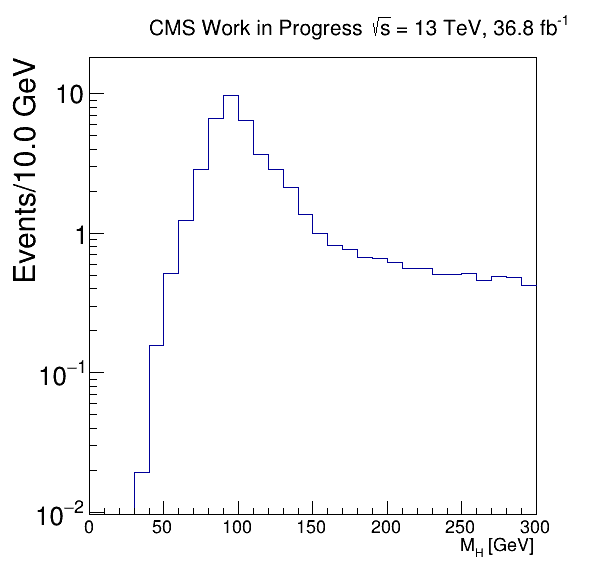 CMS Work in Progress √s = 13 TeV, 36.8 fb⁻¹
Events/10.0 GeV
10
1
10⁻¹
10⁻²
0 50 100 150 200 250 300
M_H [GeV]